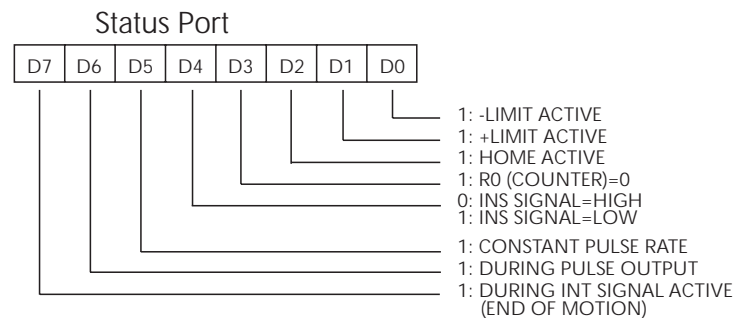 Status Port
D7 D6 D5 D4 D3 D2 D1 D0
1: -LIMIT ACTIVE
1: +LIMIT ACTIVE
1: HOME ACTIVE
1: R0 (COUNTER)=0
0: INS SIGNAL=HIGH
1: INS SIGNAL=LOW
1: CONSTANT PULSE RATE
1: DURING PULSE OUTPUT
1: DURING INT SIGNAL ACTIVE
(END OF MOTION)